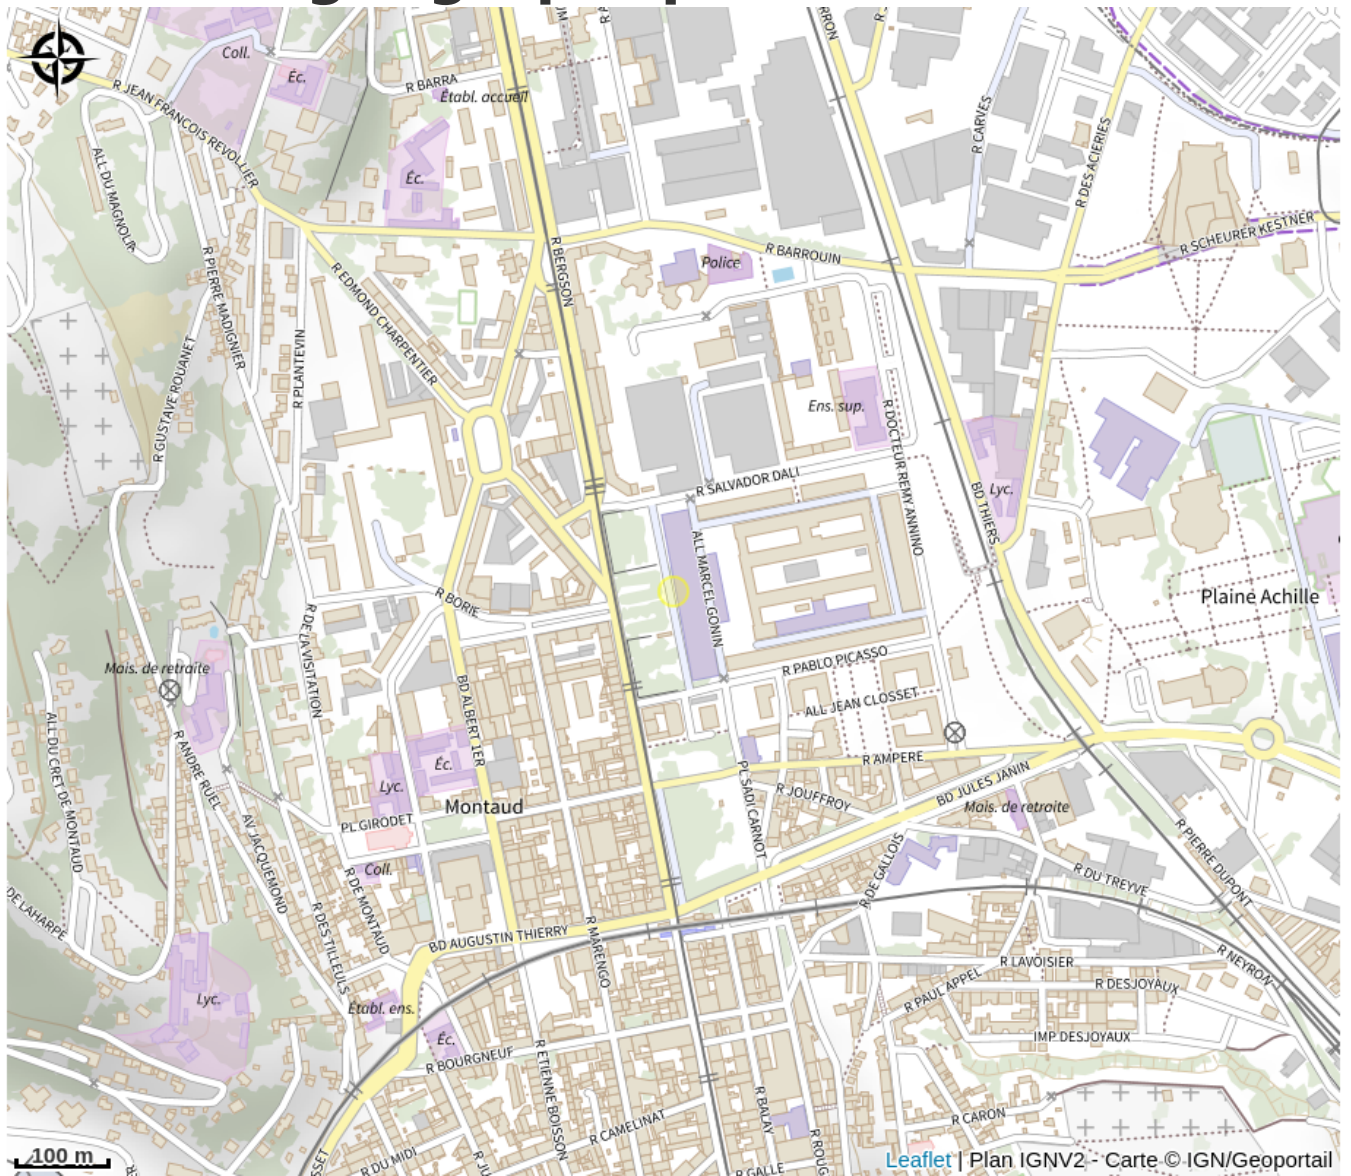 Coll.
Éc.
R BARRA
Établ. accueil
R JEAN FRANCOIS REVOLLIER
R CARVES
R DES ACIERIES
ALL DU MAGNOLIA
Éc.
R PIERRE MADIGNIER
R BERGSON
Police
R BARROUIN
R SCHEURER KESTNER
R EDMOND CHARPENTIER
R PLANTEVIN
R GUSTAVE ROUANET
Ens. sup.
R DOCTEUR REMY ANNINO
R SALVADOR DALI
Lyc.
BD THIERS
ALL MARCEL GONIN
R BORIE
Plaine Achille
R DE LA VISITATION
Mais. de retraite
R PABLO PICASSO
ALL JEAN CLOSSET
BD ALBERT 1ER
ALL DU CRET DE MONTAUD
R ANDRE RUEL
Éc.
Lyc.
R AMPERE
PL SADI CARNOT
R JOUFFROY
BD JULES JANIN
Mais. de retraite
Montaud
PL GIRODET
AV JACQUEMOND
Coll.
R DE MONTAUD
R DE GALLOIS
R DU TREYVE
R PIERRE DUPONT
DE LAHARPE
R DES TILLEULS
BD AUGUSTIN THIERRY
R MARENGO
R LAVOISIER
R NEYRON
R PAUL APPEL
R DESJOYAUX
Lyc.
Établ. ens.
Éc.
IMP DESJOYAUX
R BOURGNEUF
R ETIENNE BOISSON
R CAMELINAT
R BALAY
R CARON
R DU MIDI
R GALLE
100 m
Leaflet | Plan IGNV2 - Carte © IGN/Geoportail